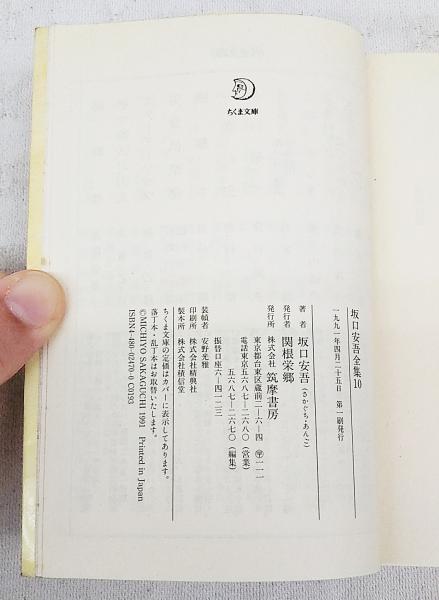 ちくま文庫
坂口安吾全集10
一九九一年四月二十五日 第一刷発行
著者 坂口安吾(さかぐち・あんご)
発行者 関根栄郷
発行所 株式会社 筑摩書房
東京都台東区蔵前二—六—四 〒一一一
電話東京五六八七—二六八〇(営業)
五六八七—二六七〇(編集)
振替口座六—四一二三
装幀者 安野光雅
印刷所 株式会社精興社
製本所 株式会社積信堂
ちくま文庫の定価はカバーに表示してあります。
落丁本・乱丁本はお取替いたします。
©MICHIYO SAKAGUCHI 1991 Printed in Japan
ISBN4-480-02470-0 C0193